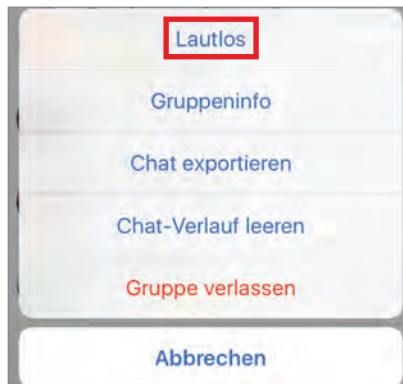 Lautlos
Gruppeninfo
Chat exportieren
Chat-Verlauf leeren
Gruppe verlassen
Abbrechen